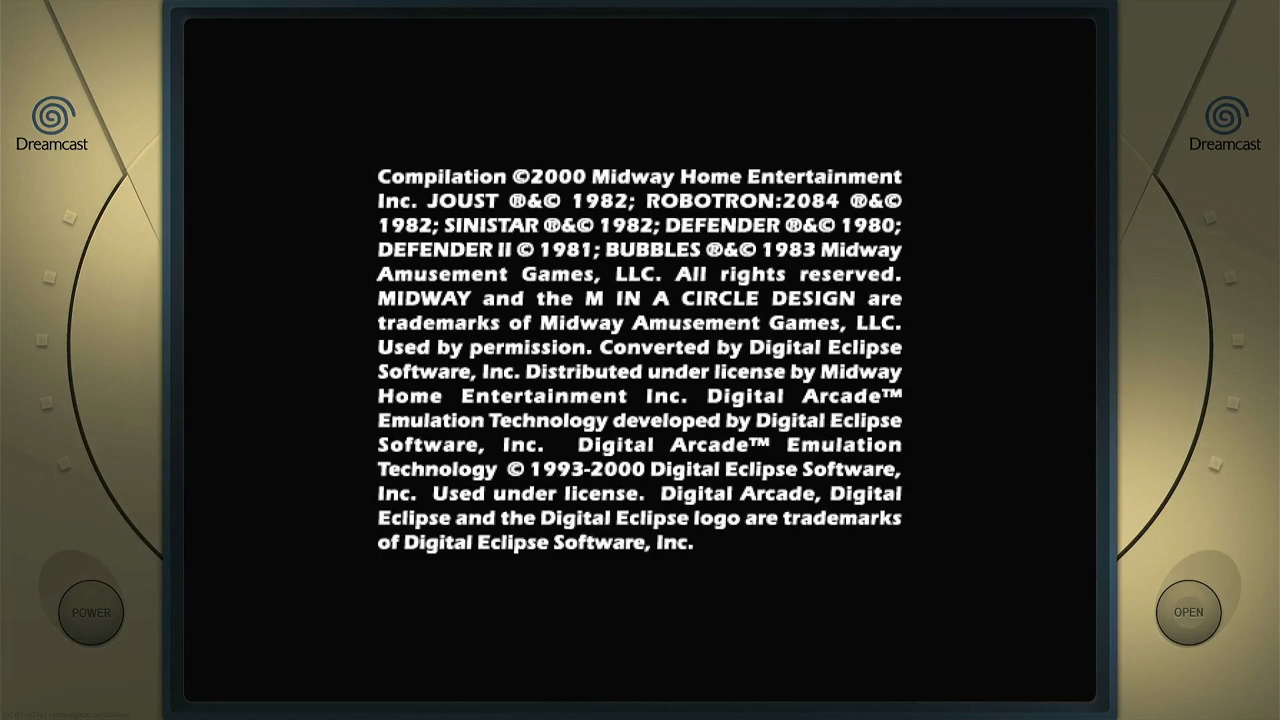 Dreamcast
Dreamcast
Compilation ©2000 Midway Home Entertainment
Inc. JOUST ®&© 1982; ROBOTRON:2084 ®&©
1982; SINISTAR ®&© 1982; DEFENDER ®&© 1980;
DEFENDER II © 1981; BUBBLES ®&© 1983 Midway
Amusement Games, LLC. All rights reserved.
MIDWAY and the M IN A CIRCLE DESIGN are
trademarks of Midway Amusement Games, LLC.
Used by permission. Converted by Digital Eclipse
Software, Inc. Distributed under license by Midway
Home Entertainment Inc. Digital Arcade™
Emulation Technology developed by Digital Eclipse
Software, Inc. Digital Arcade™ Emulation
Technology © 1993-2000 Digital Eclipse Software,
Inc. Used under license. Digital Arcade, Digital
Eclipse and the Digital Eclipse logo are trademarks
of Digital Eclipse Software, Inc.
POWER
OPEN